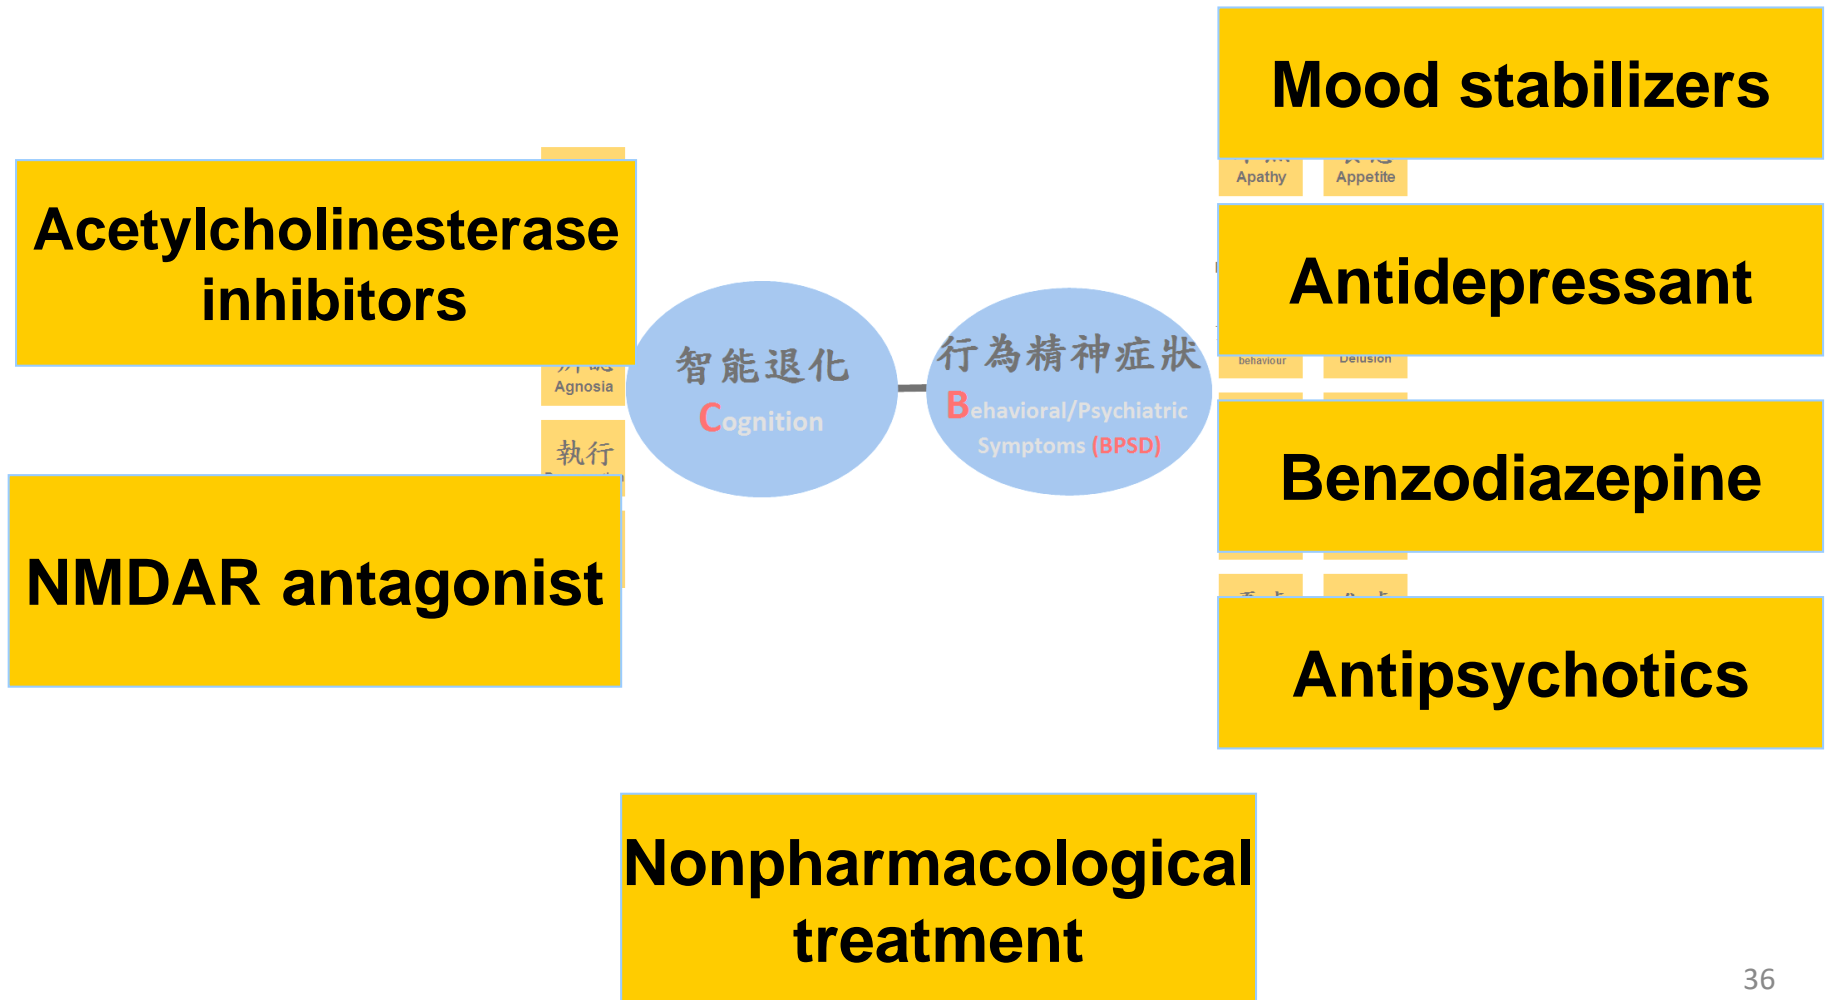 Mood stabilizers
Apathy
Appetite
Acetylcholinesterase
inhibitors
Antidepressant
behaviour
Delusion
Agnosia
智能退化
Cognition
行為精神症狀
Behavioral/Psychiatric
Symptoms (BPSD)
執行
Benzodiazepine
NMDAR antagonist
Antipsychotics
Nonpharmacological
treatment
36